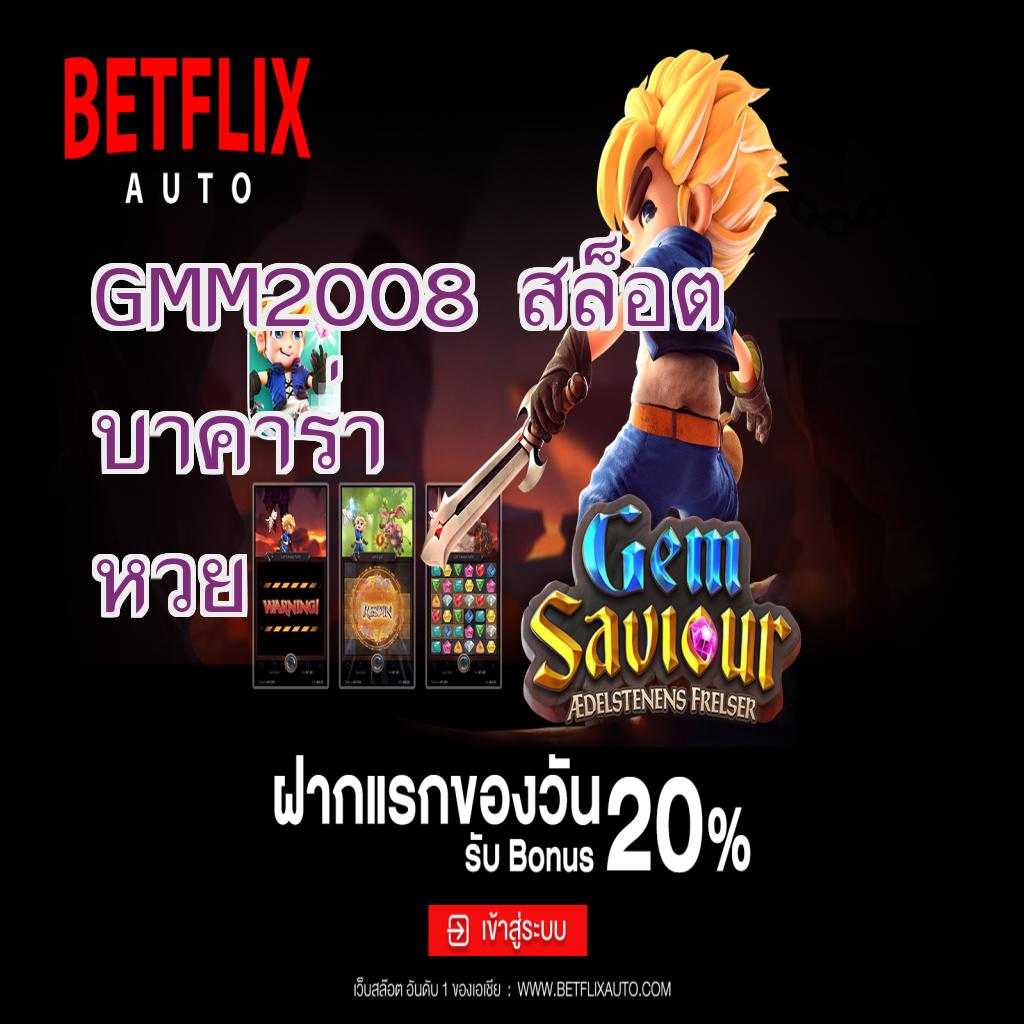 BETFLIX
AUTO
GMM2008 สล็อต
บาคาร่า
หวย
WARNING!
Gem
Saviour
ÆDELSTENENS FRELSER
ฝากแรกของวัน
รับ Bonus 20%
เข้าสู่ระบบ
เว็บสล๊อต อันดับ 1 ของเอเชีย : WWW.BETFLIXAUTO.COM